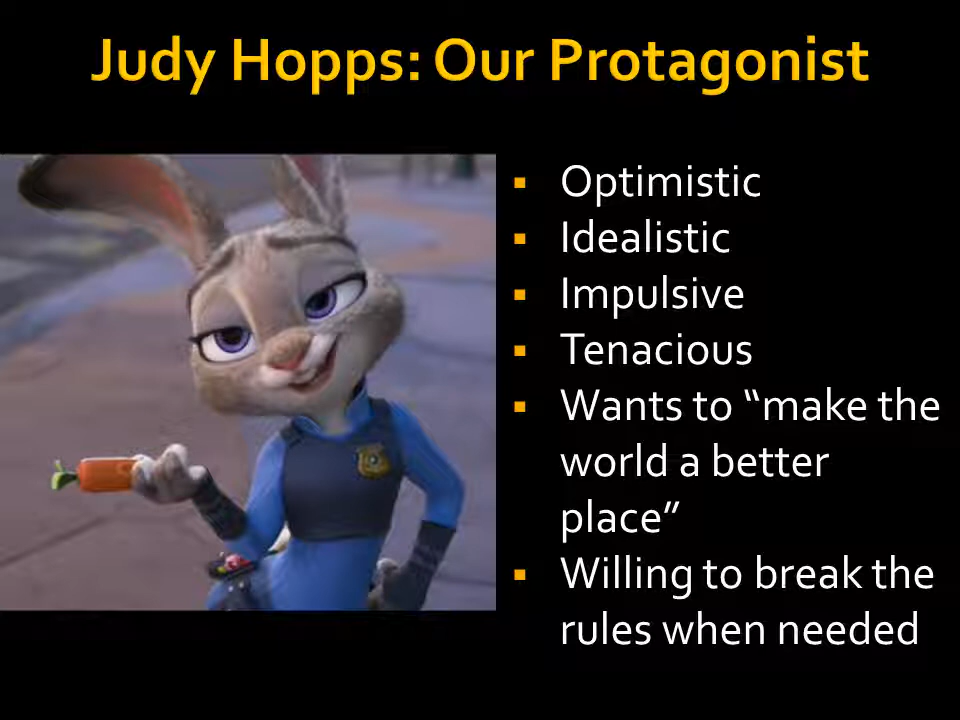 Judy Hopps: Our Protagonist
▪ Optimistic
▪ Idealistic
▪ Impulsive
▪ Tenacious
▪ Wants to “make the
world a better
place”
▪ Willing to break the
rules when needed